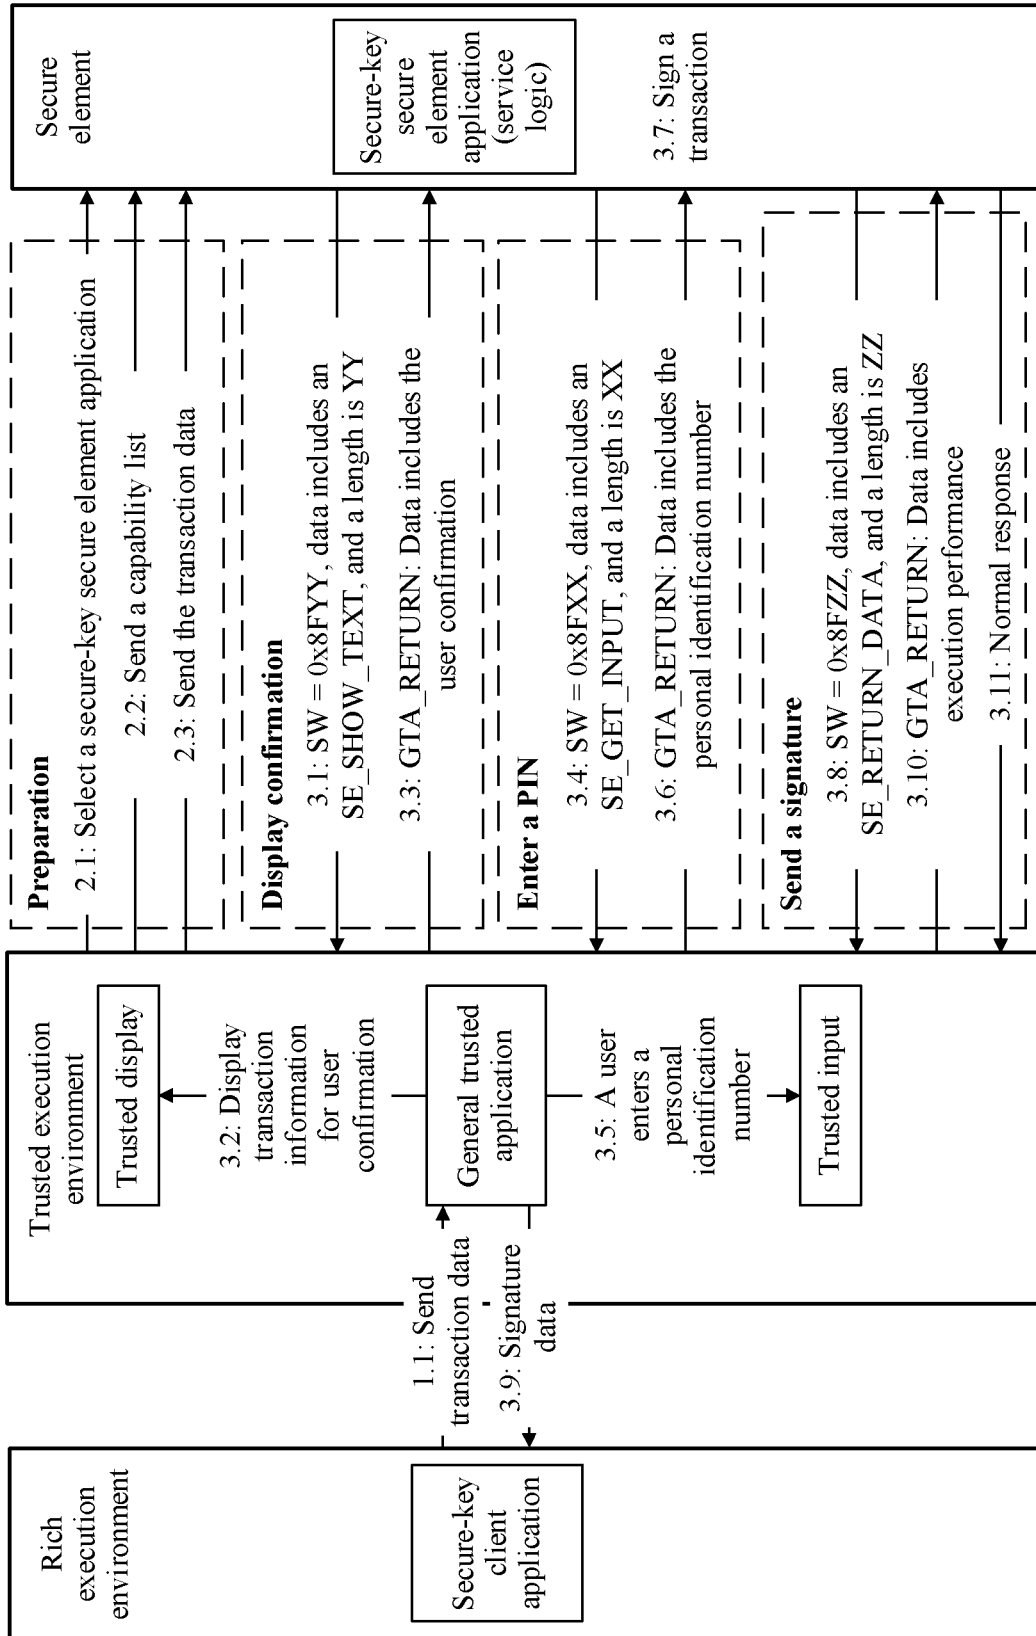 Rich
execution
environment
Secure-key
client
application
1.1: Send
transaction data
3.9: Signature
data
Trusted execution
environment
Trusted display
3.2: Display
transaction
information
for user
confirmation
General trusted
application
3.5: A user
enters a
personal
identification
number
Trusted input
Preparation
2.1: Select a secure-key secure element application
2.2: Send a capability list
2.3: Send the transaction data
Display confirmation
3.1: SW = 0x8FYY, data includes an
SE_SHOW_TEXT, and a length is YY
3.3: GTA_RETURN: Data includes the
user confirmation
Enter a PIN
3.4: SW = 0x8FXX, data includes an
SE_GET_INPUT, and a length is XX
3.6: GTA_RETURN: Data includes the
personal identification number
Send a signature
3.8: SW = 0x8FZZ, data includes an
SE_RETURN_DATA, and a length is ZZ
3.10: GTA_RETURN: Data includes
execution performance
3.11: Normal response
Secure
element
Secure-key
secure
element
application
(service
logic)
3.7: Sign a
transaction